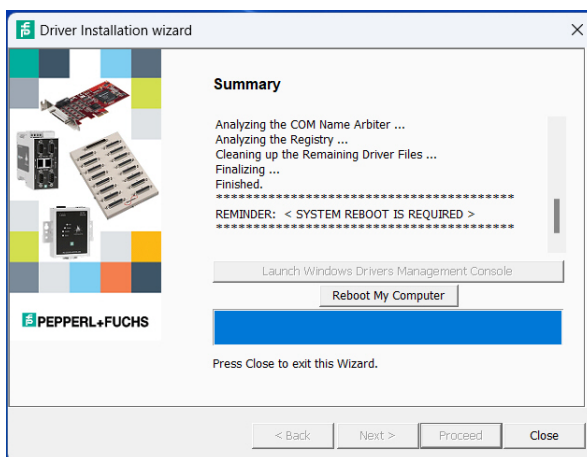 Driver Installation wizard
Summary
Analyzing the COM Name Arbiter ...
Analyzing the Registry ...
Cleaning up the Remaining Driver Files ...
Finalizing ...
Finished.
****************************************
REMINDER: < SYSTEM REBOOT IS REQUIRED >
****************************************
Launch Windows Drivers Management Console
Reboot My Computer
PEPPERL+FUCHS
Press Close to exit this Wizard.
< Back
Next >
Proceed
Close